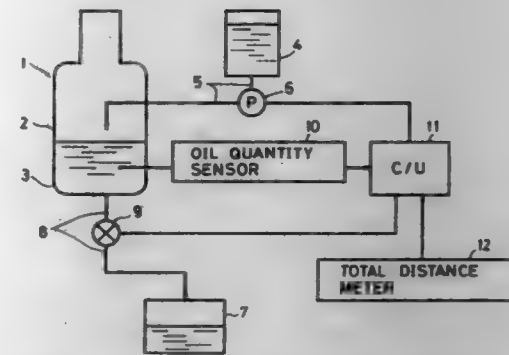 1
2
3
4
5
6
P
10
OIL QUANTITY
SENSOR
11
C/U
8
9
12
TOTAL DISTANCE
METER
7